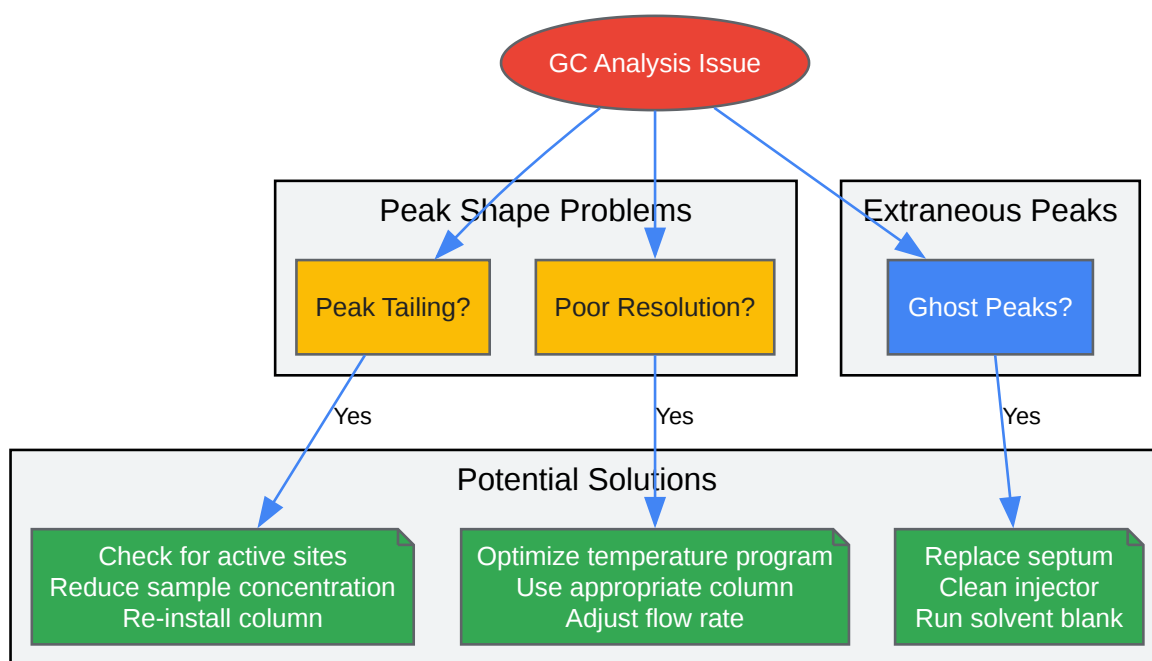 GC Analysis Issue
Peak Shape Problems
Extraneous Peaks
Peak Tailing?
Poor Resolution?
Ghost Peaks?
Yes
Yes
Yes
Potential Solutions
Check for active sites
Reduce sample concentration
Re-install column
Optimize temperature program
Use appropriate column
Adjust flow rate
Replace septum
Clean injector
Run solvent blank